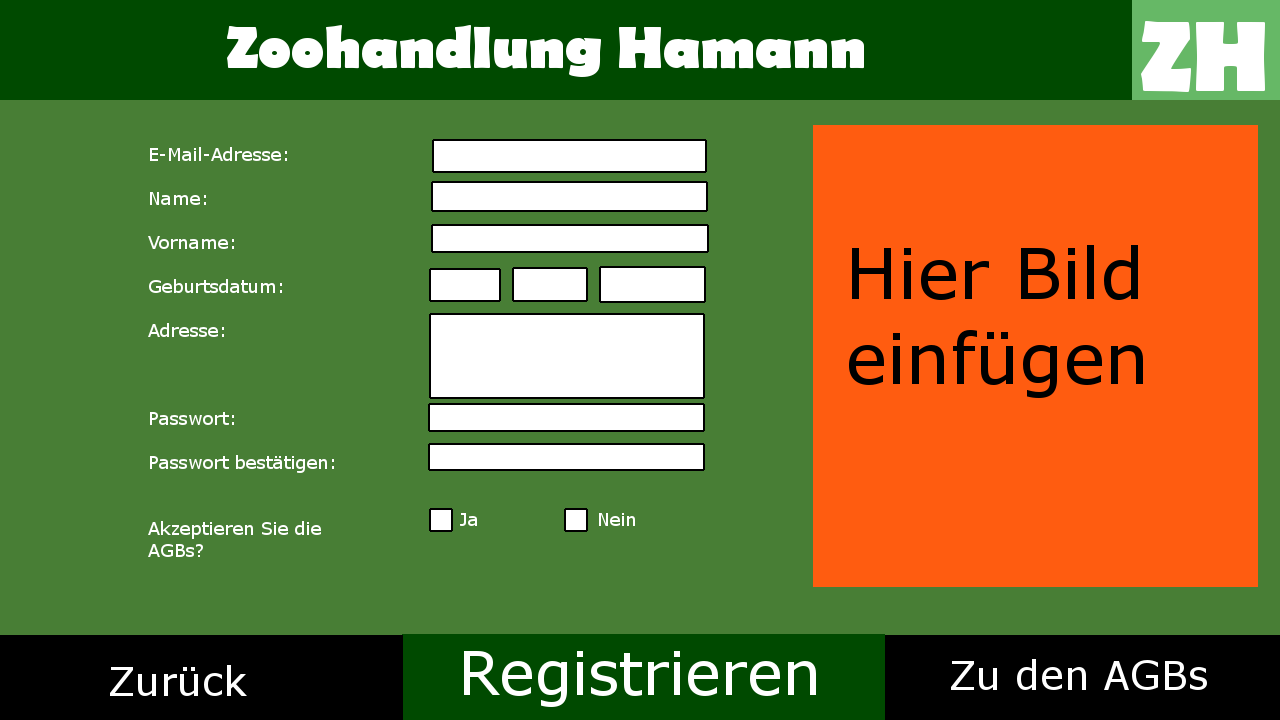 Zoohandlung Hamann
ZH
E-Mail-Adresse:
Name:
Vorname:
Geburtsdatum:
Adresse:
Passwort:
Passwort bestätigen:
Akzeptieren Sie die
AGBs?
Ja
Nein
Hier Bild
einfügen
Zurück
Registrieren
Zu den AGBs